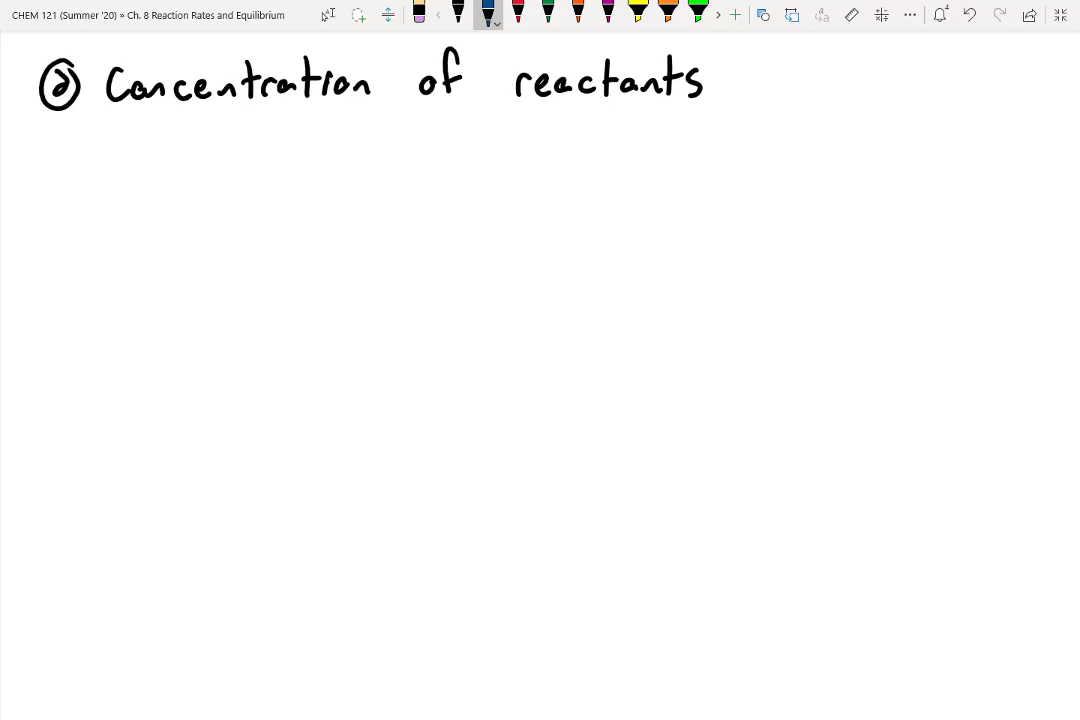 CHEM 121 (Summer '20) » Ch. 8 Reaction Rates and Equilibrium
② Concentration of reactants